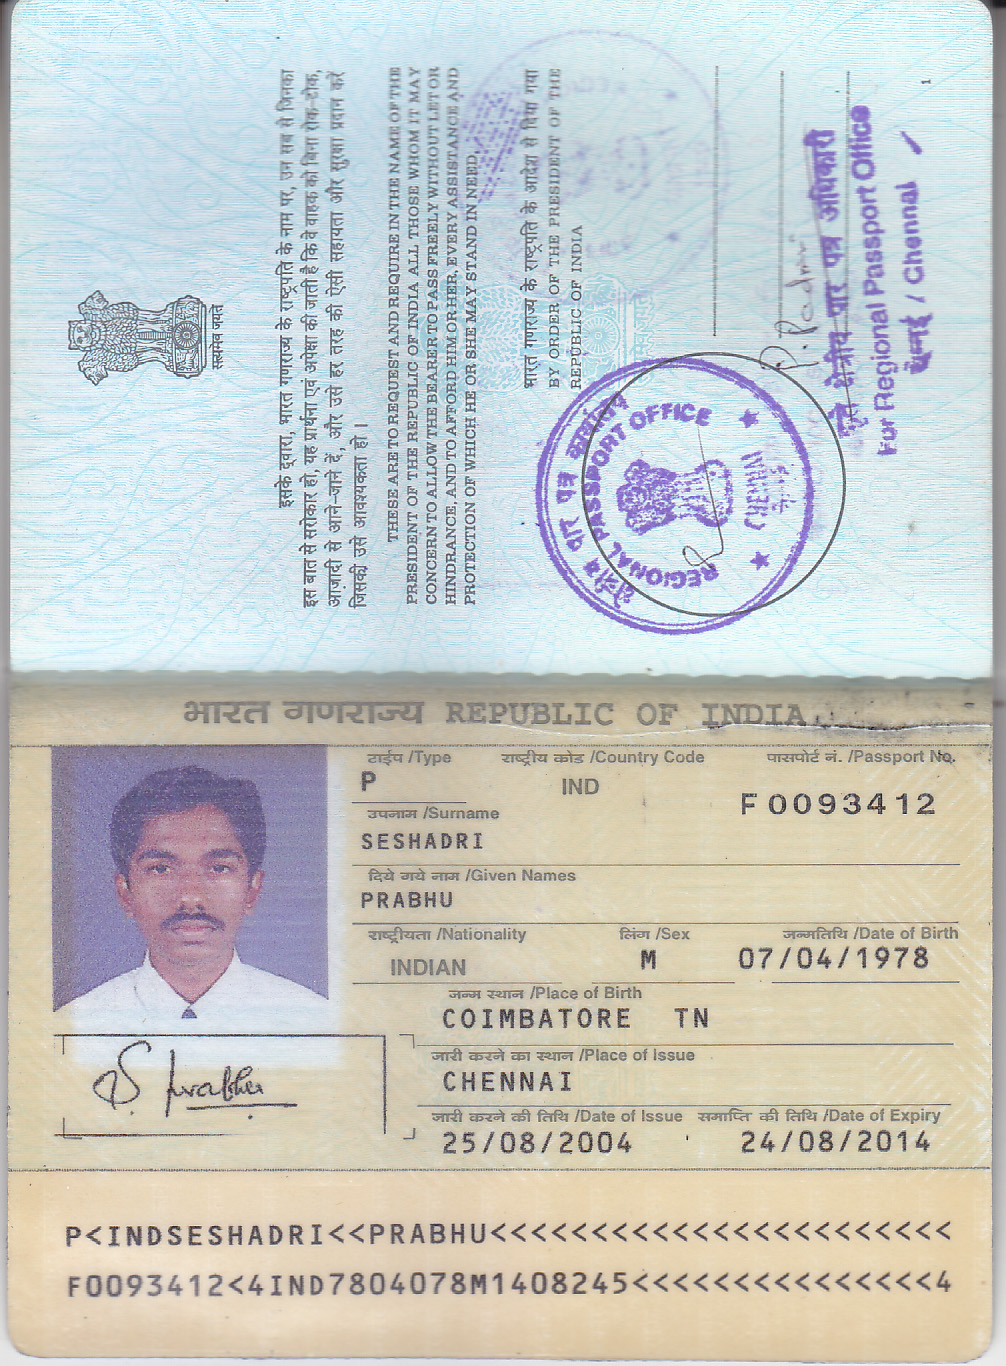 सत्यमेव जयते
इसके द्वारा, भारत गणराज्य के राष्ट्रपति के नाम पर, उन सब से जिनका
इस बात से सरोकार हो, यह प्रार्थना एवं अपेक्षा की जाती है कि वे वाहक को बिना रोक-टोक,
आज़ादी से आने-जाने दें, और उसे हर तरह की ऐसी सहायता और सुरक्षा प्रदान करें
जिसकी उसे आवश्यकता हो ।
THESE ARE TO REQUEST AND REQUIRE IN THE NAME OF THE
PRESIDENT OF THE REPUBLIC OF INDIA ALL THOSE WHOM IT MAY
CONCERN TO ALLOW THE BEARER TO PASS FREELY WITHOUT LET OR
HINDRANCE, AND TO AFFORD HIM OR HER, EVERY ASSISTANCE AND
PROTECTION OF WHICH HE OR SHE MAY STAND IN NEED.
भारत गणराज्य के राष्ट्रपति के आदेश से दिया गया
BY ORDER OF THE PRESIDENT OF THE
REPUBLIC OF INDIA
क्षेत्रीय पार पत्र कार्यालय
REGIONAL PASSPORT OFFICE
CHENNAI
P. Padmi
कृते क्षेत्रीय पार पत्र अधिकारी
For Regional Passport Office
चेन्नई / Chennai
1
भारत गणराज्य REPUBLIC OF INDIA
टाईप /Type राष्ट्रीय कोड /Country Code पासपोर्ट नं. /Passport No.
P IND F0093412
उपनाम /Surname
SESHADRI
दिये गये नाम /Given Names
PRABHU
राष्ट्रीयता /Nationality लिंग /Sex जन्मतिथि /Date of Birth
INDIAN M 07/04/1978
जन्म स्थान /Place of Birth
COIMBATORE TN
जारी करने का स्थान /Place of Issue
CHENNAI
जारी करने की तिथि /Date of Issue समाप्ति की तिथि /Date of Expiry
25/08/2004 24/08/2014
S. Prabhu
P<INDSESHADRI<<PRABHU<<<<<<<<<<<<<<<<<<<<<<<
F0093412<4IND7804078M1408245<<<<<<<<<<<<<<<4